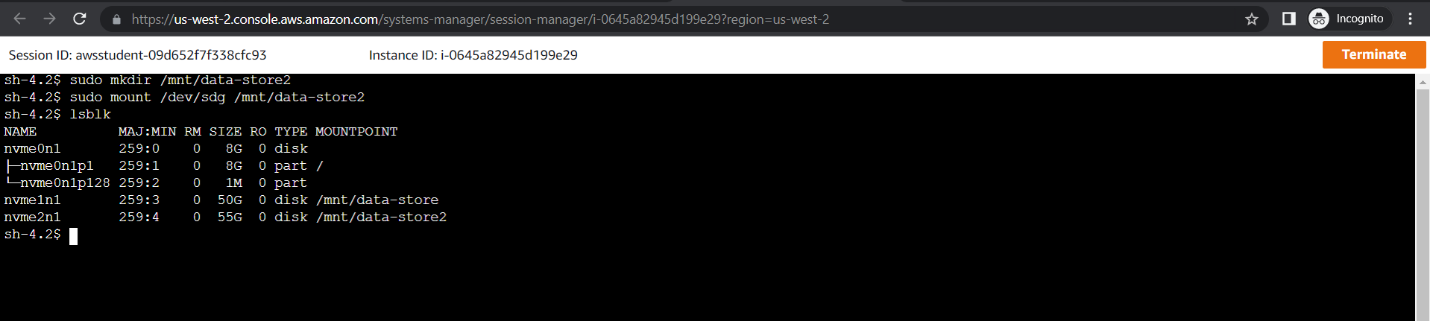 https://us-west-2.console.aws.amazon.com/systems-manager/session-manager/i-0645a82945d199e29?region=us-west-2 Incognito
Session ID: awsstudent-09d652f7f338cfc93 Instance ID: i-0645a82945d199e29 Terminate
sh-4.2$ sudo mkdir /mnt/data-store2
sh-4.2$ sudo mount /dev/sdg /mnt/data-store2
sh-4.2$ lsblk
NAME          MAJ:MIN RM SIZE RO TYPE MOUNTPOINT
nvme0n1       259:0    0   8G  0 disk
├─nvme0n1p1   259:1    0   8G  0 part /
└─nvme0n1p128 259:2    0   1M  0 part
nvme1n1       259:3    0  50G  0 disk /mnt/data-store
nvme2n1       259:4    0  55G  0 disk /mnt/data-store2
sh-4.2$